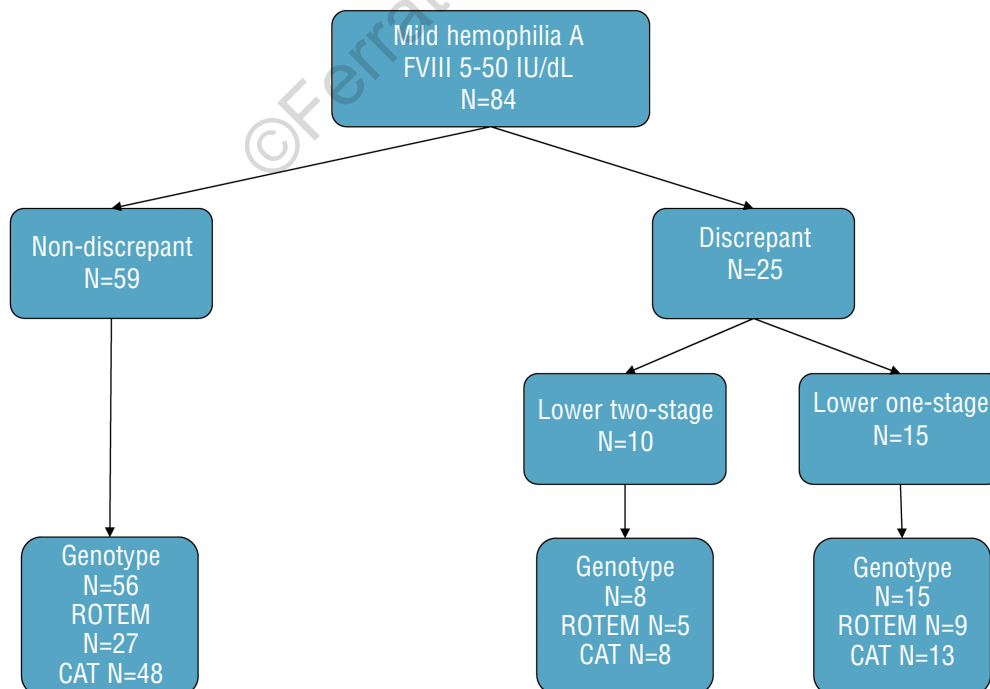 ©Ferrat
Mild hemophilia A
FVIII 5-50 IU/dL
N=84
Non-discrepant
N=59
Discrepant
N=25
Lower two-stage
N=10
Lower one-stage
N=15
Genotype
N=56
ROTEM
N=27
CAT N=48
Genotype
N=8
ROTEM N=5
CAT N=8
Genotype
N=15
ROTEM N=9
CAT N=13